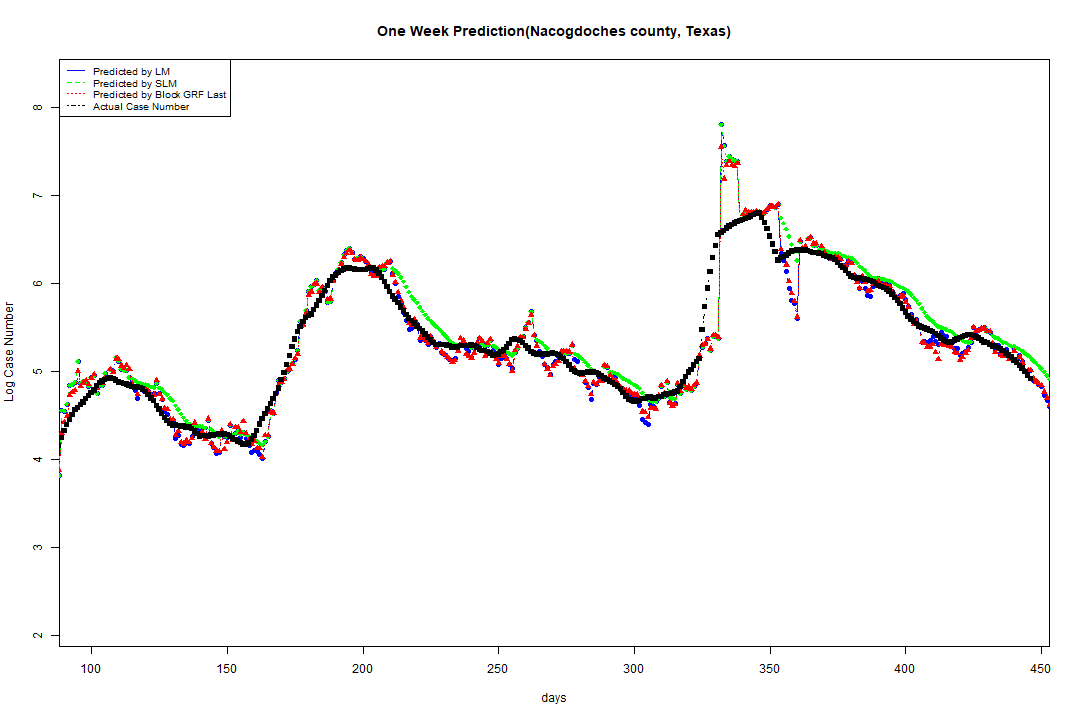 One Week Prediction(Nacogdoches county, Texas)
Predicted by LM
Predicted by SLM
Predicted by Block GRF Last
Actual Case Number
8
7
6
5
4
3
2
Log Case Number
100 150 200 250 300 350 400 450
days